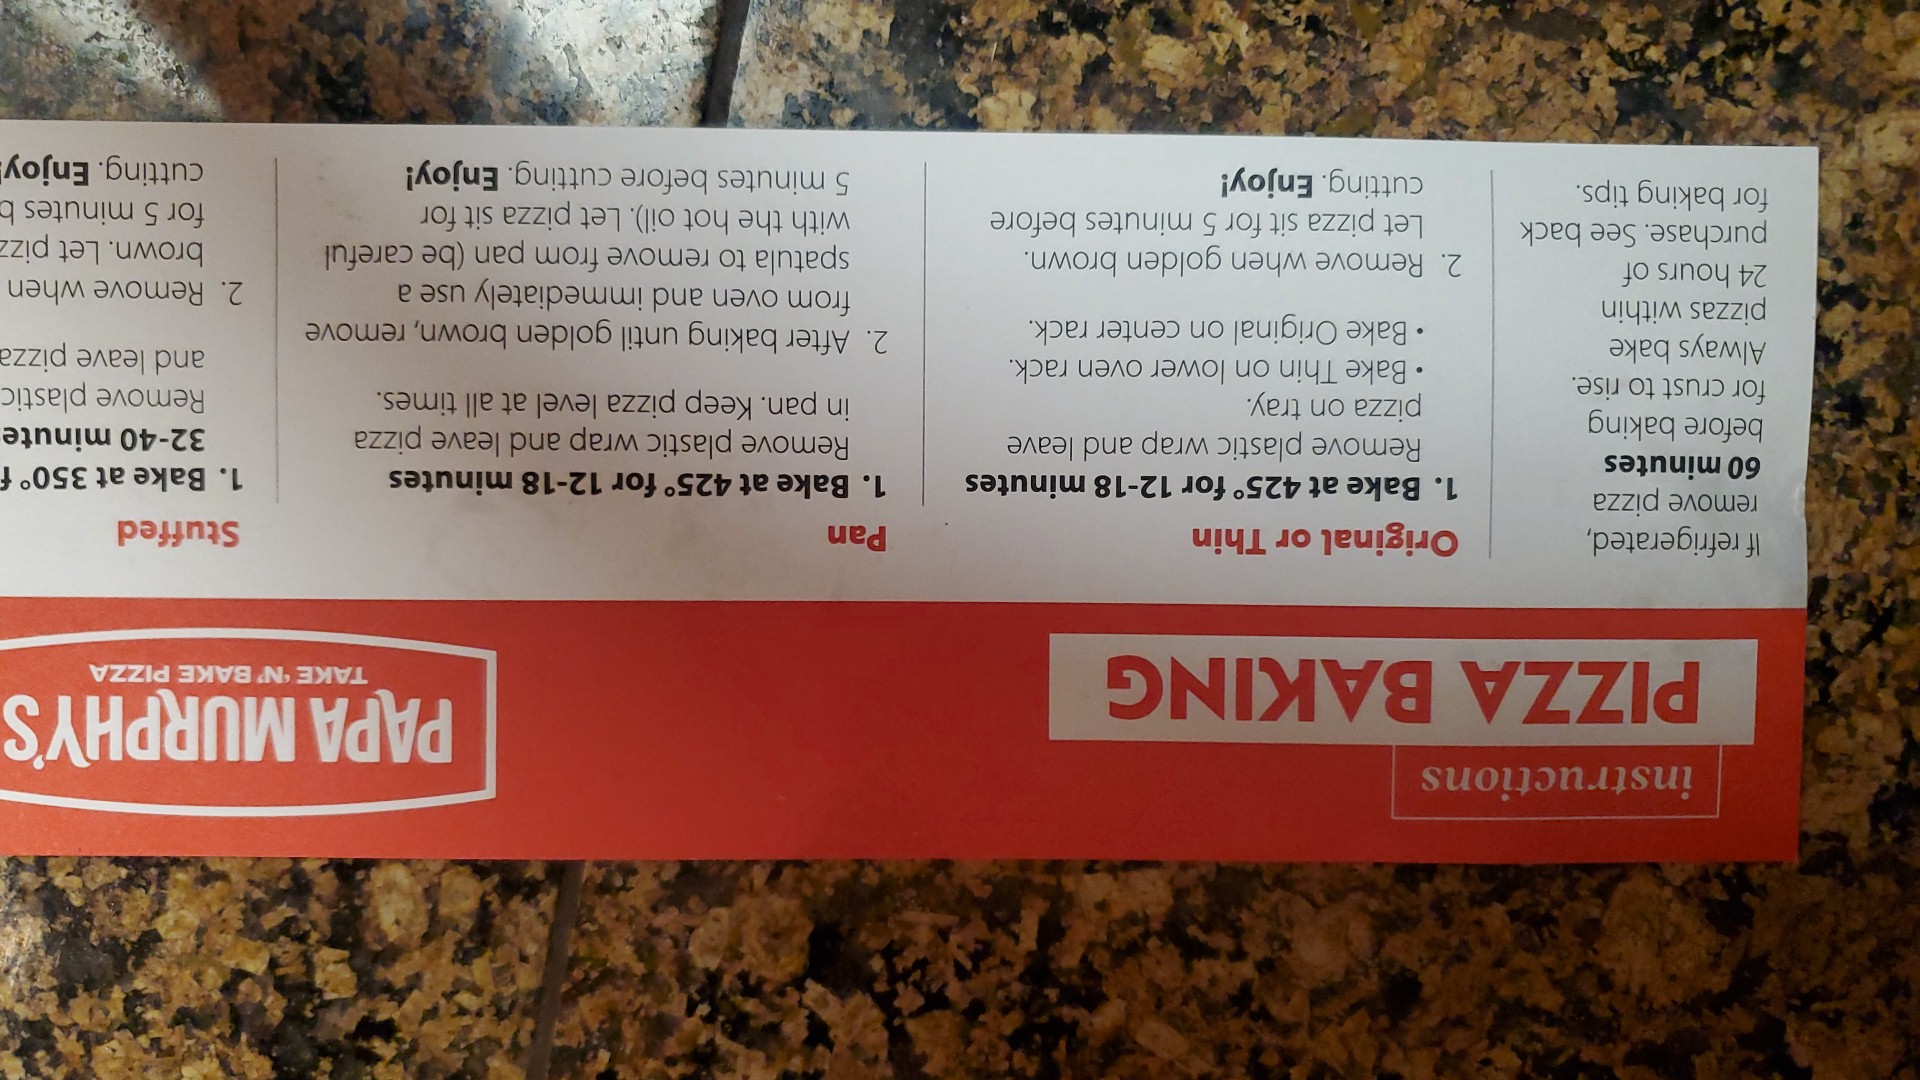 instructions
PIZZA BAKING
PAPA MURPHY'S
TAKE 'N' BAKE PIZZA
If refrigerated,
remove pizza
60 minutes
before baking
for crust to rise.
Always bake
pizzas within
24 hours of
purchase. See back
for baking tips.
Original or Thin
1. Bake at 425° for 12-18 minutes
Remove plastic wrap and leave
pizza on tray.
• Bake Thin on lower oven rack.
• Bake Original on center rack.
2. Remove when golden brown.
Let pizza sit for 5 minutes before
cutting. Enjoy!
Pan
1. Bake at 425° for 12-18 minutes
Remove plastic wrap and leave pizza
in pan. Keep pizza level at all times.
2. After baking until golden brown, remove
from oven and immediately use a
spatula to remove from pan (be careful
with the hot oil). Let pizza sit for
5 minutes before cutting. Enjoy!
Stuffed
1. Bake at 350° f
32-40 minutes
Remove plastic
and leave pizza
2. Remove when
brown. Let pizz
for 5 minutes b
cutting. Enjoy!